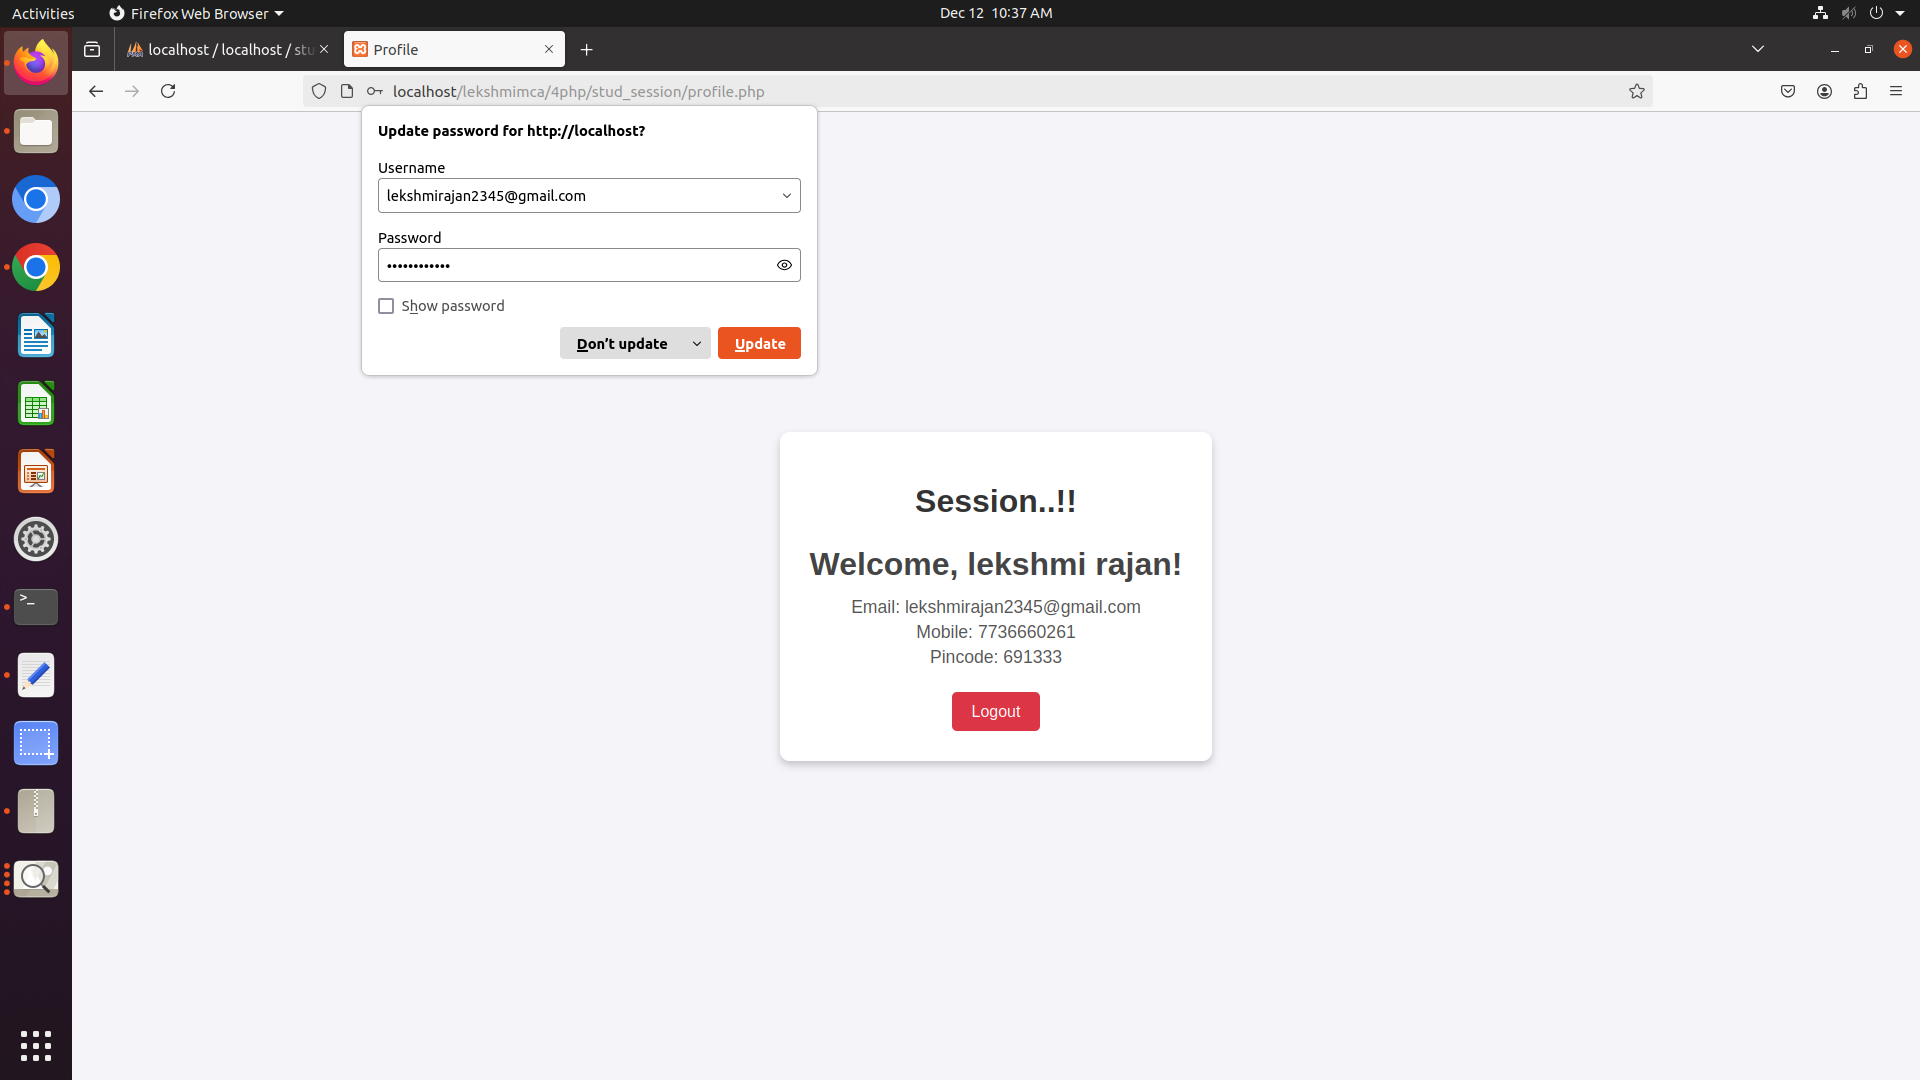 Activities
Firefox Web Browser
Dec 12 10:37 AM
localhost / localhost / stu
Profile
localhost/lekshmimca/4php/stud_session/profile.php
Update password for http://localhost?
Username
lekshmirajan2345@gmail.com
Password
••••••••••••
Show password
Don’t update
Update
Session..!!
Welcome, lekshmi rajan!
Email: lekshmirajan2345@gmail.com
Mobile: 7736660261
Pincode: 691333
Logout